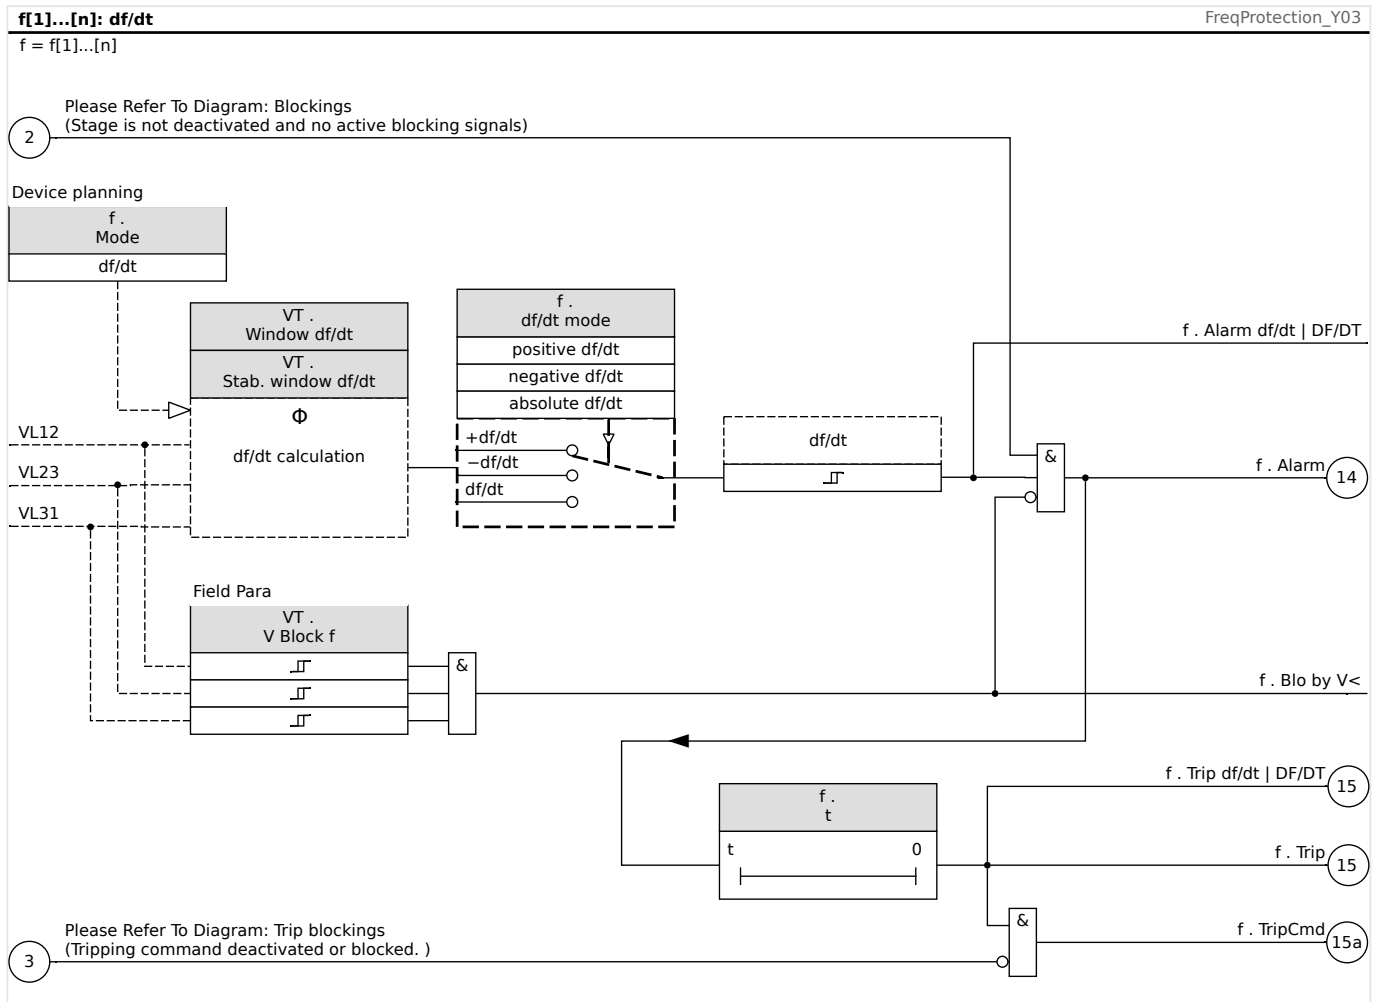 f[1]...[n]: df/dt
FreqProtection_Y03
f = f[1]...[n]
Please Refer To Diagram: Blockings
(Stage is not deactivated and no active blocking signals)
2
Device planning
f .
Mode
df/dt
VT .
Window df/dt
VT .
Stab. window df/dt
Φ
df/dt calculation
f .
df/dt mode
positive df/dt
negative df/dt
absolute df/dt
+df/dt
−df/dt
df/dt
df/dt
f . Alarm df/dt | DF/DT
&
f . Alarm
14
VL12
VL23
VL31
Field Para
VT .
V Block f
&
f . Blo by V<
f .
t
t 0
f . Trip df/dt | DF/DT
15
f . Trip
15
&
f . TripCmd
15a
Please Refer To Diagram: Trip blockings
(Tripping command deactivated or blocked. )
3